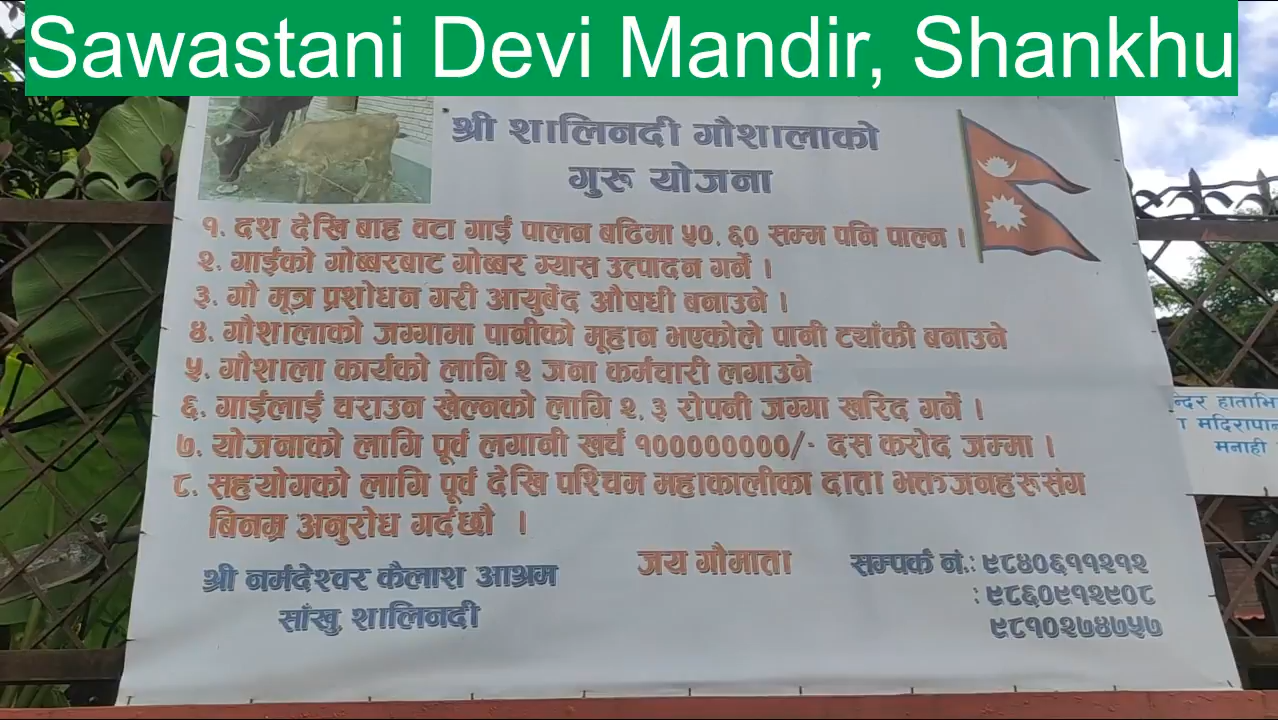 Sawastani Devi Mandir, Shankhu
श्री शालिनदी गौशालाको
गुरू योजना
१. दश देखि बाह्र वटा गाई पालन बढिमा ५०, ६० सम्म पनि पाल्न ।
२. गाईको गोब्बरबाट गोब्बर ग्यास उत्पादन गर्ने ।
३. गौ मूत्र प्रशोधन गरी आयुर्बेद औषधी बनाउने ।
४. गौशालाको जग्गामा पानीको मूहान भएकोले पानी ट्याँकी बनाउने
५. गौशाला कार्यको लागि २ जना कर्मचारी लगाउने
६. गाईलाई चराउन खेल्नको लागि २, ३ रोपनी जग्गा खरिद गर्ने ।
७. योजनाको लागि पूर्व लगानी खर्च १००००००००/- दस करोद जम्मा ।
८. सहयोगको लागि पूर्व देखि पश्चिम महाकालीका दाता भक्तजनहरूसंग
बिनम्र अनुरोध गर्दछौ ।
जय गौमाता
श्री नर्मदेश्वर कैलाश आश्रम
साँखु, शालिनदी
सम्पर्क नं.: ९८४०६११२१२
: ९८६०९१२९०८
९८१०२७४७५७
न्दिर हाताभि
मदिरापान
मनाही